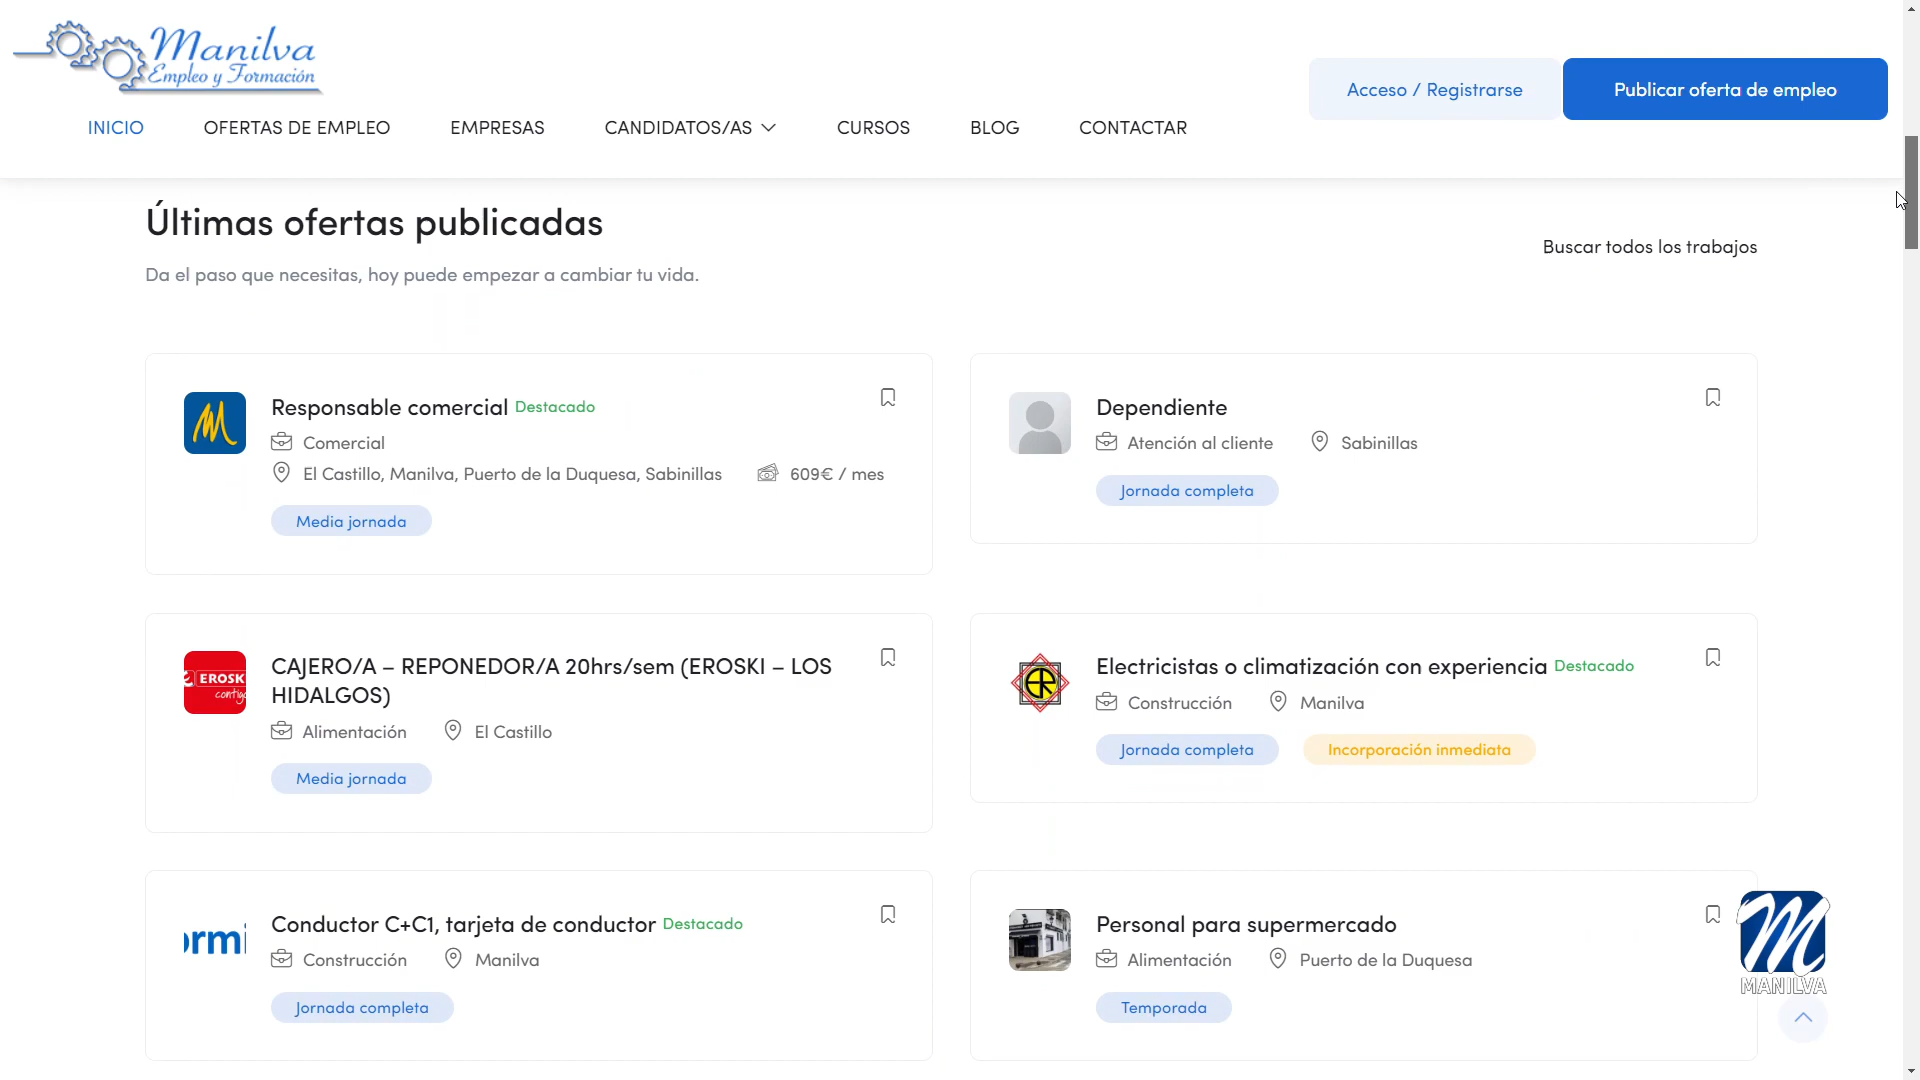 Manilva
Empleo y Formación
Acceso / Registrarse
Publicar oferta de empleo
INICIO
OFERTAS DE EMPLEO
EMPRESAS
CANDIDATOS/AS
CURSOS
BLOG
CONTACTAR
Últimas ofertas publicadas
Buscar todos los trabajos
Da el paso que necesitas, hoy puede empezar a cambiar tu vida.
Responsable comercial Destacado
Comercial
El Castillo, Manilva, Puerto de la Duquesa, Sabinillas
609€ / mes
Media jornada
Dependiente
Atención al cliente
Sabinillas
Jornada completa
EROSK
contig
CAJERO/A – REPONEDOR/A 20hrs/sem (EROSKI – LOS
HIDALGOS)
Alimentación
El Castillo
Media jornada
Electricistas o climatización con experiencia Destacado
Construcción
Manilva
Jornada completa
Incorporación inmediata
ormi
Conductor C+C1, tarjeta de conductor Destacado
Construcción
Manilva
Jornada completa
Personal para supermercado
Alimentación
Puerto de la Duquesa
Temporada
MANILVA